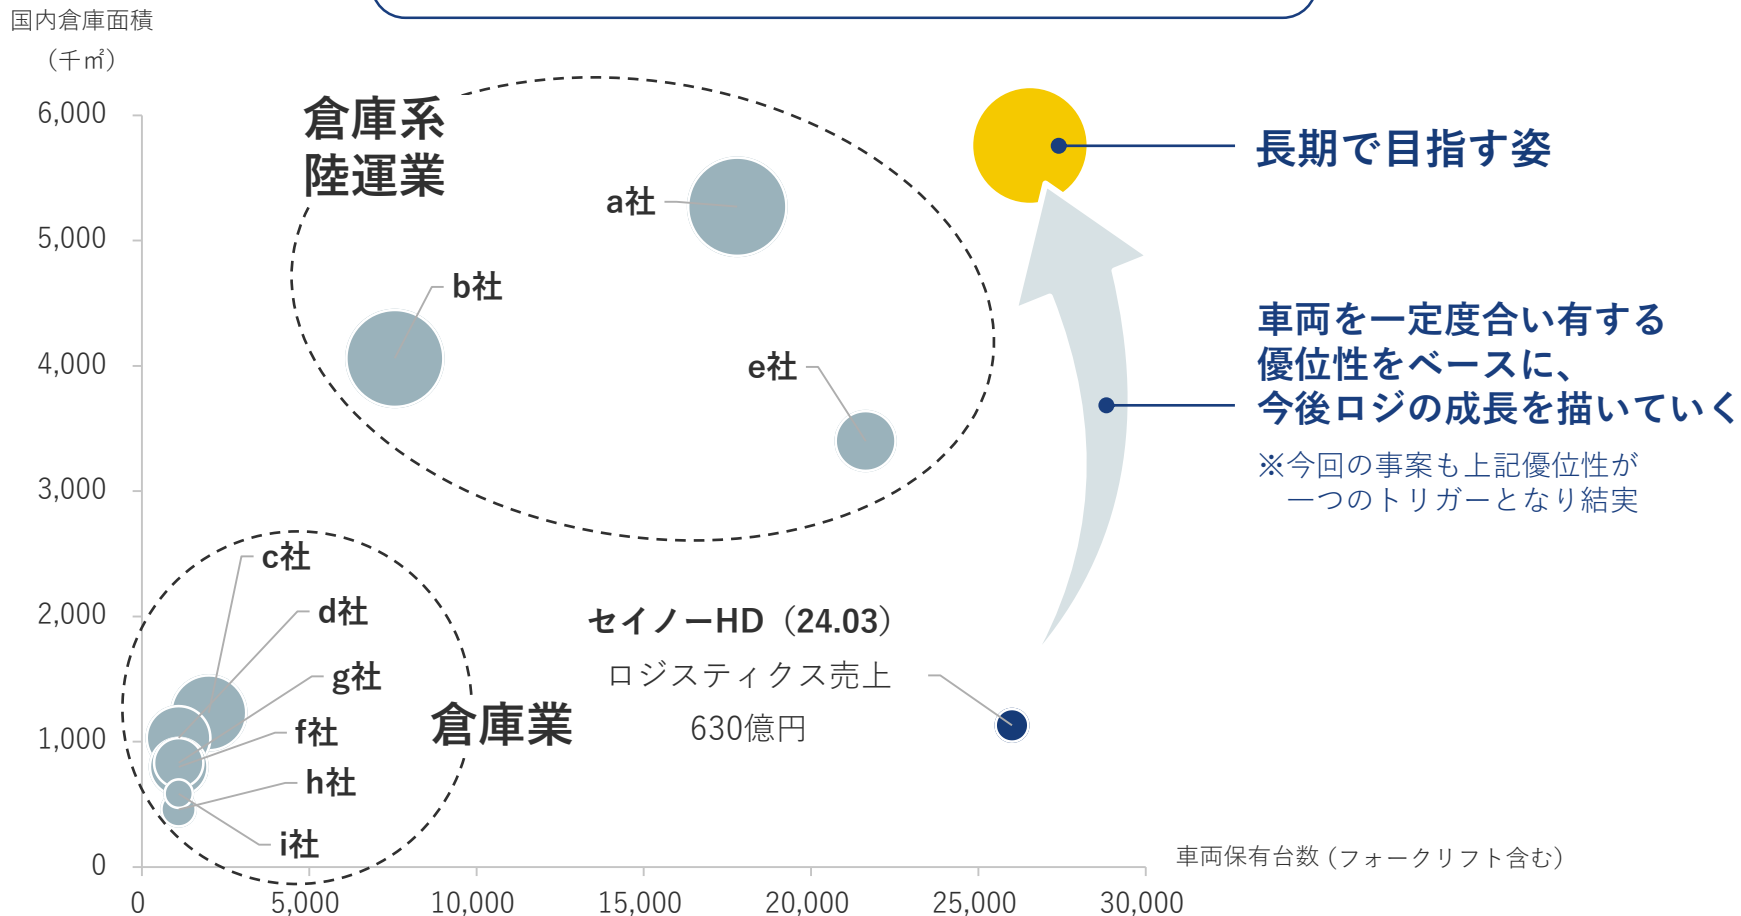 国内倉庫面積
（千㎡）
6,000
5,000
4,000
3,000
2,000
1,000
0
倉庫系
陸運業
a社
b社
e社
長期で目指す姿
車両を一定度合い有する
優位性をベースに、
今後ロジの成長を描いていく
※今回の事案も上記優位性が
一つのトリガーとなり結実
c社
d社
g社
f社
h社
i社
倉庫業
セイノーHD（24.03）
ロジスティクス売上
630億円
車両保有台数（フォークリフト含む）
0
5,000
10,000
15,000
20,000
25,000
30,000